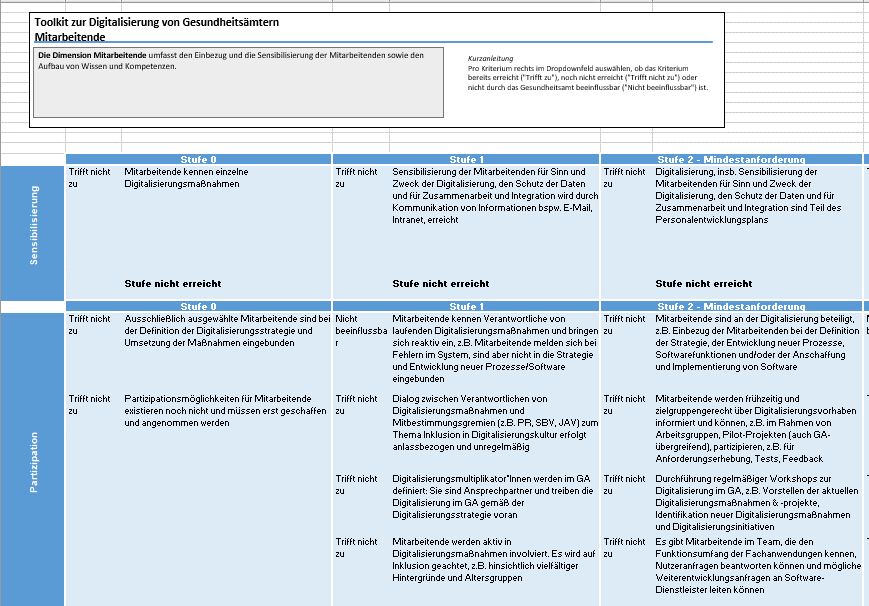 Toolkit zur Digitalisierung von Gesundheitsämtern
Mitarbeitende
Die Dimension Mitarbeitende umfasst den Einbezug und die Sensibilisierung der Mitarbeitenden sowie den
Aufbau von Wissen und Kompetenzen.
Kurzanleitung
Pro Kriterium rechts im Dropdownfeld auswählen, ob das Kriterium
bereits erreicht ("Trifft zu"), noch nicht erreicht ("Trifft nicht zu") oder
nicht durch das Gesundheitsamt beeinflussbar ("Nicht beeinflussbar") ist.
Stufe 0
Stufe 1
Stufe 2 - Mindestanforderung
Sensibilisierung
Trifft nicht
zu
Mitarbeitende kennen einzelne
Digitalisierungsmaßnahmen
Stufe nicht erreicht
Trifft nicht
zu
Sensibilisierung der Mitarbeitenden für Sinn und
Zweck der Digitalisierung, den Schutz der Daten
und für Zusammenarbeit und Integration wird durch
Kommunikation von Informationen bspw. E-Mail,
Intranet, erreicht
Stufe nicht erreicht
Trifft nicht
zu
Digitalisierung, insb. Sensibilisierung der
Mitarbeitenden für Sinn und Zweck der
Digitalisierung, den Schutz der Daten und für
Zusammenarbeit und Integration sind Teil des
Personalentwicklungsplans
Stufe nicht erreicht
Stufe 0
Stufe 1
Stufe 2 - Mindestanforderung
Partizipation
Trifft nicht
zu
Ausschließlich ausgewählte Mitarbeitende sind bei
der Definition der Digitalisierungsstrategie und
Umsetzung der Maßnahmen eingebunden
Nicht
beeinflussba
r
Mitarbeitende kennen Verantwortliche von
laufenden Digitalisierungsmaßnahmen und bringen
sich reaktiv ein, z.B. Mitarbeitende melden sich bei
Fehlern im System, sind aber nicht in die Strategie
und Entwicklung neuer Prozesse/Software
eingebunden
Trifft nicht
zu
Mitarbeitende sind an der Digitalisierung beteiligt,
z.B. Einbezug der Mitarbeitenden bei der Definition
der Strategie, der Entwicklung neuer Prozesse,
Softwarefunktionen und/oder der Anschaffung
und Implementierung von Software
Trifft nicht
zu
Partizipationsmöglichkeiten für Mitarbeitende
existieren noch nicht und müssen erst geschaffen
und angenommen werden
Trifft nicht
zu
Dialog zwischen Verantwortlichen von
Digitalisierungsmaßnahmen und
Mitbestimmungsgremien (z.B. PR, SBV, JAV) zum
Thema Inklusion in Digitalisierungskultur erfolgt
anlassbezogen und unregelmäßig
Trifft nicht
zu
Mitarbeitende werden frühzeitig und
zielgruppengerecht über Digitalisierungsvorhaben
informiert und können, z.B. im Rahmen von
Arbeitsgruppen, Pilot-Projekten (auch GA-
übergreifend), partizipieren, z.B. für
Anforderungserhebung, Tests, Feedback
Trifft nicht
zu
Digitalisierungsmultiplikator*Innen werden im GA
definiert: Sie sind Ansprechpartner und treiben die
Digitalisierung im GA gemäß der
Digitalisierungsstrategie voran
Trifft nicht
zu
Durchführung regelmäßiger Workshops zur
Digitalisierung im GA, z.B. Vorstellen der aktuellen
Digitalisierungsmaßnahmen & -projekte,
Identifikation neuer Digitalisierungsmaßnahmen
und Digitalisierungsinitiativen
Trifft nicht
zu
Mitarbeitende werden aktiv in
Digitalisierungsmaßnahmen involviert. Es wird auf
Inklusion geachtet, z.B. hinsichtlich vielfältiger
Hintergründe und Altersgruppen
Trifft nicht
zu
Es gibt Mitarbeitende im Team, die den
Funktionsumfang der Fachanwendungen kennen,
Nutzeranfragen beantworten können und mögliche
Weiterentwicklungsanfragen an Software-
Dienstleister leiten können